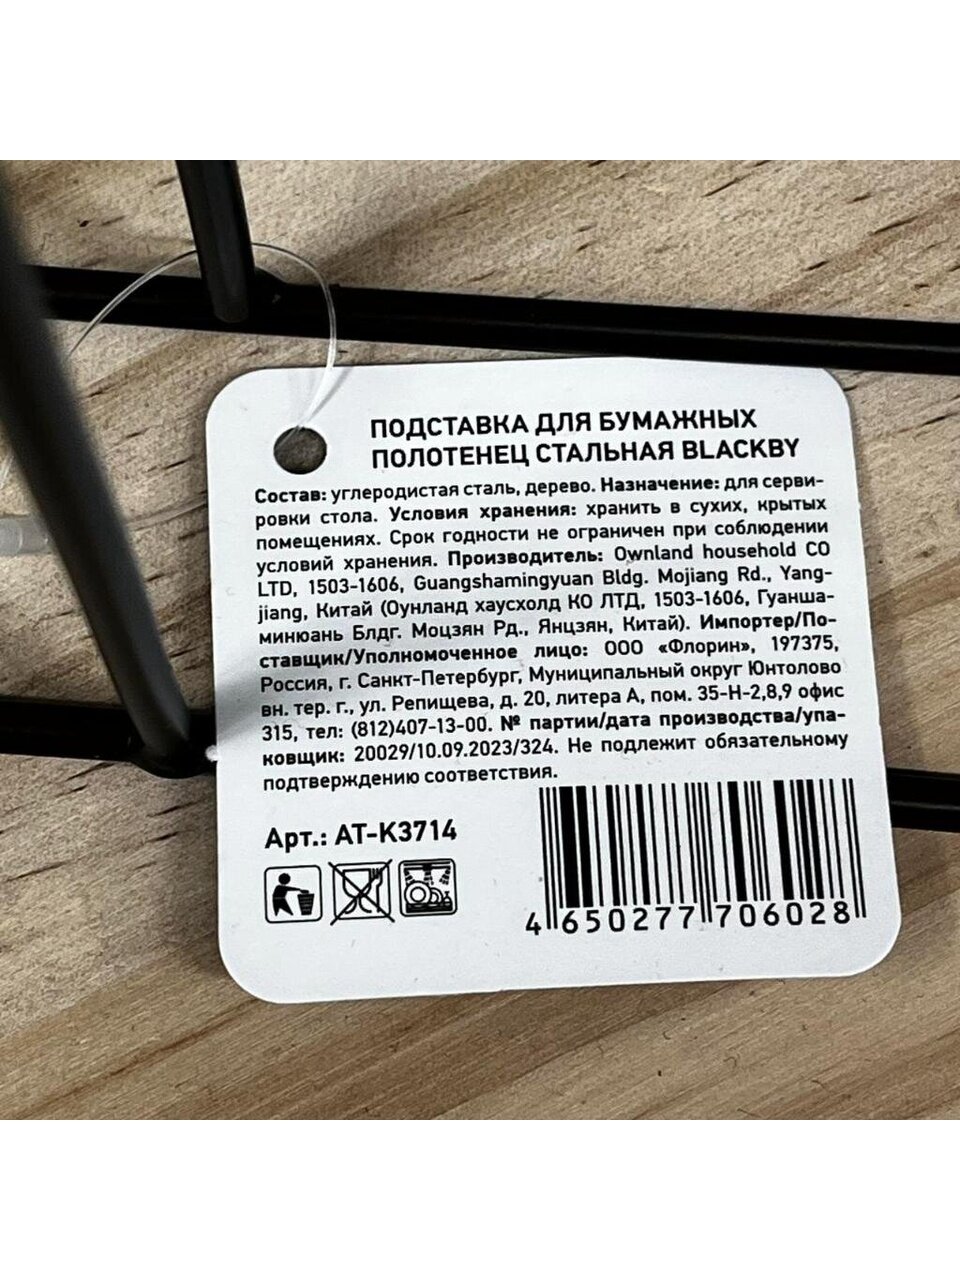 ПОДСТАВКА ДЛЯ БУМАЖНЫХ
ПОЛОТЕНЕЦ СТАЛЬНАЯ BLACKBY
Состав: углеродистая сталь, дерево. Назначение: для серви-
ровки стола. Условия хранения: хранить в сухих, крытых
помещениях. Срок годности не ограничен при соблюдении
условий хранения. Производитель: Ownland household CO
LTD, 1503-1606, Guangshamingyuan Bldg. Mojiang Rd., Yang-
jiang, Китай (Оунланд хаусхолд КО ЛТД, 1503-1606, Гуанша-
минюань Блдг. Моцзян Рд., Янцзян, Китай). Импортер/По-
ставщик/Уполномоченное лицо: ООО «Флорин», 197375,
Россия, г. Санкт-Петербург, Муниципальный округ Юнтолово
вн. тер. г., ул. Репищева, д. 20, литера А, пом. 35-Н-2,8,9 офис
315, тел: (812)407-13-00. № партии/дата производства/упа-
ковщик: 20029/10.09.2023/324. Не подлежит обязательному
подтверждению соответствия.
Арт.: AT-K3714
4 650277 706028